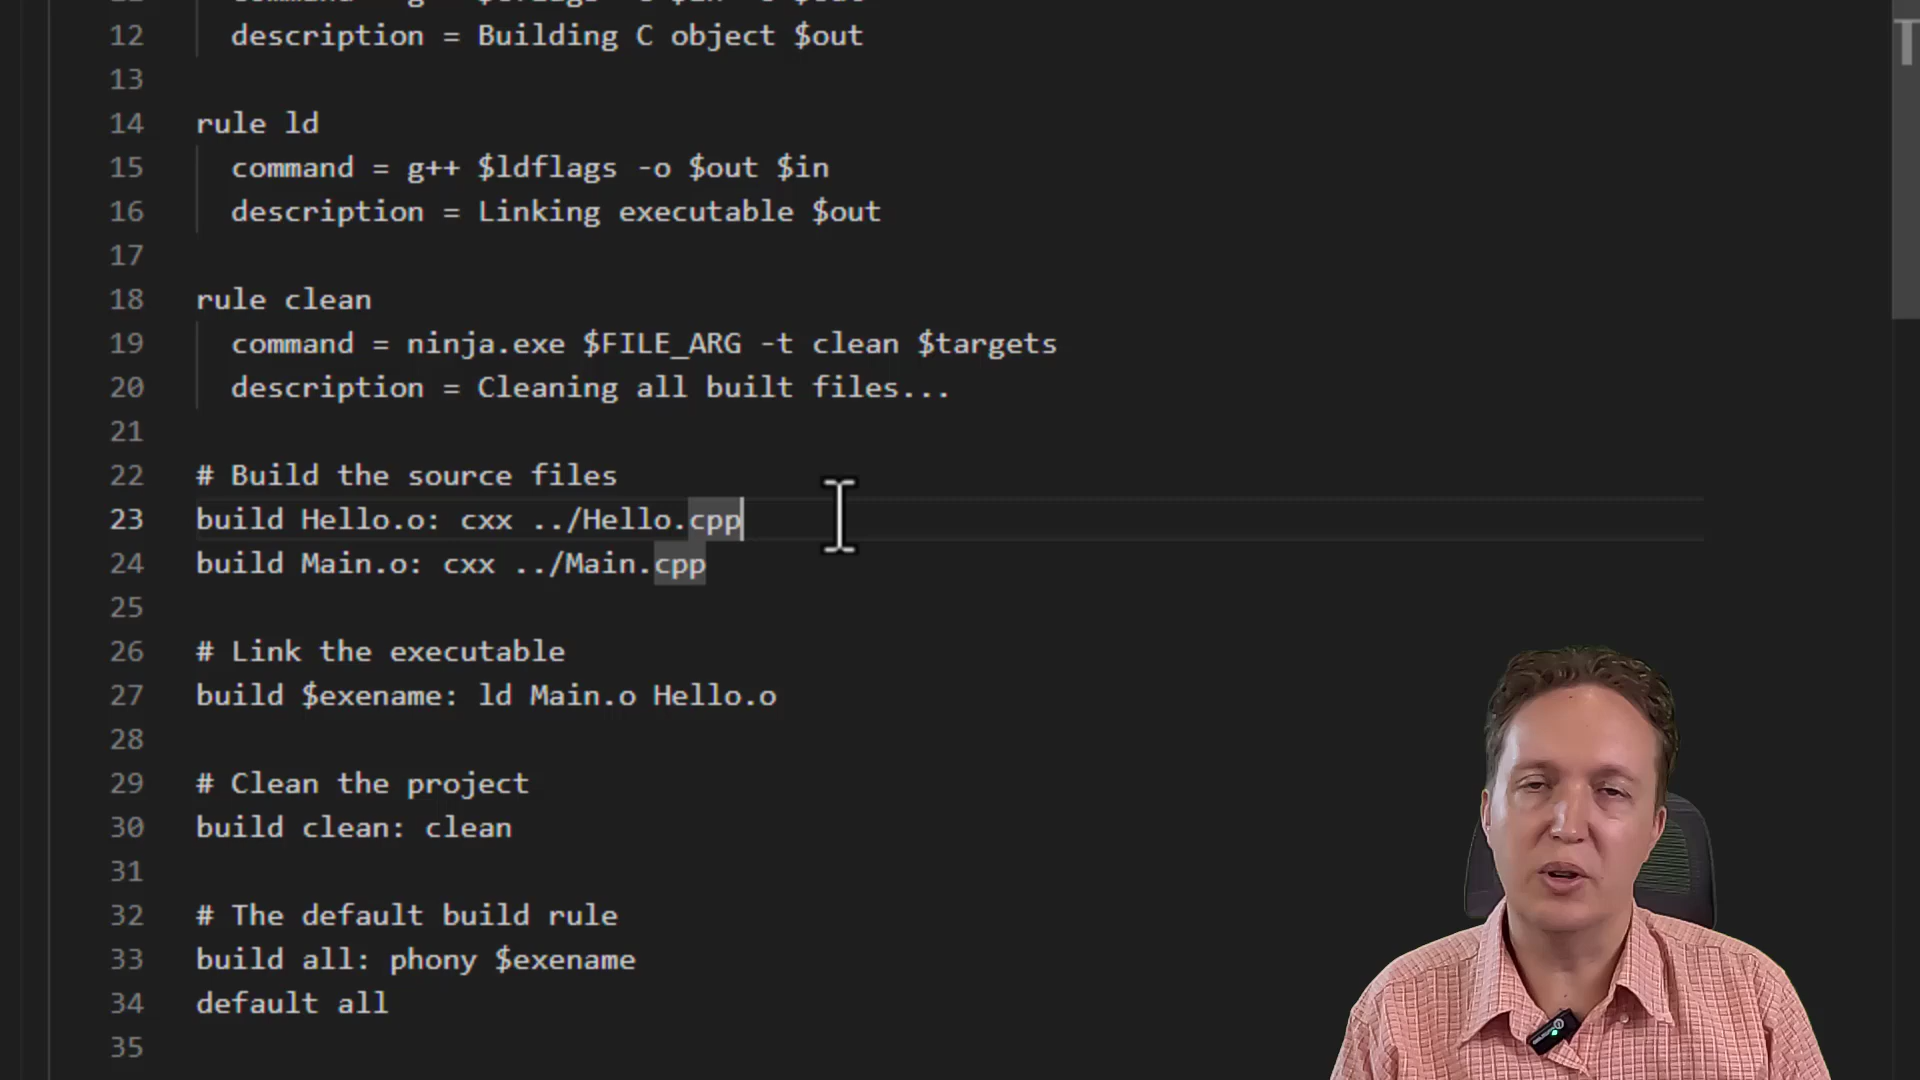 12 description = Building C object $out
13
14 rule ld
15 command = g++ $ldflags -o $out $in
16 description = Linking executable $out
17
18 rule clean
19 command = ninja.exe $FILE_ARG -t clean $targets
20 description = Cleaning all built files...
21
22 # Build the source files
23 build Hello.o: cxx ../Hello.cpp
24 build Main.o: cxx ../Main.cpp
25
26 # Link the executable
27 build $exename: ld Main.o Hello.o
28
29 # Clean the project
30 build clean: clean
31
32 # The default build rule
33 build all: phony $exename
34 default all
35